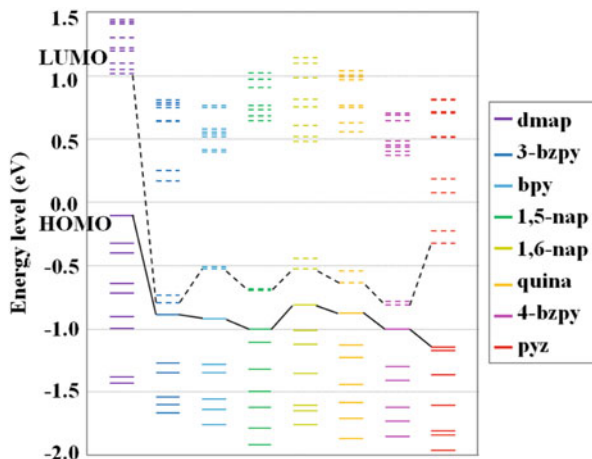 1.5
LUMO
1.0
0.5
0.0
HOMO
-0.5
-1.0
-1.5
-2.0
Energy level (eV)
dmap
3-bzpy
bpy
1,5-nap
1,6-nap
quina
4-bzpy
pyz